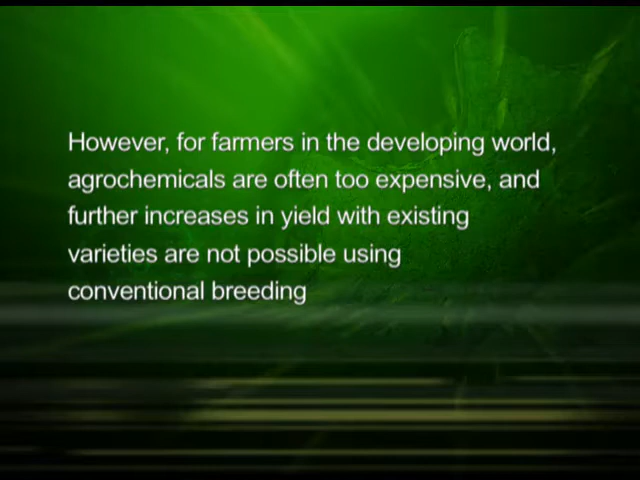 However, for farmers in the developing world,
agrochemicals are often too expensive, and
further increases in yield with existing
varieties are not possible using
conventional breeding